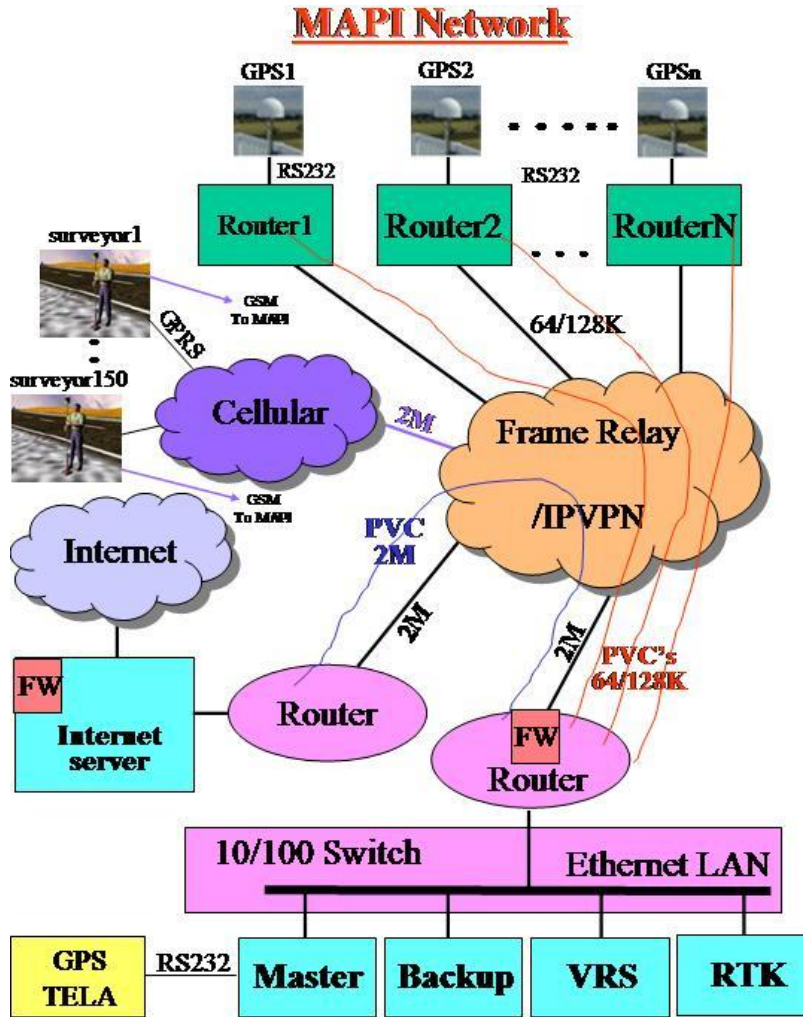 MAPI Network
GPS1
GPS2
GPSn
RS232
RS232
Router1
Router2
RouterN
surveyor1
GSM
To MAPI
GPRS
64/128K
surveyor150
Cellular
2M
Frame Relay
/IPVPN
GSM
To MAPI
Internet
PVC
2M
2M
2M
PVC's
64/128K
FW
Internet
server
Router
FW
Router
10/100 Switch
Ethernet LAN
GPS
TELA
RS232
Master
Backup
VRS
RTK